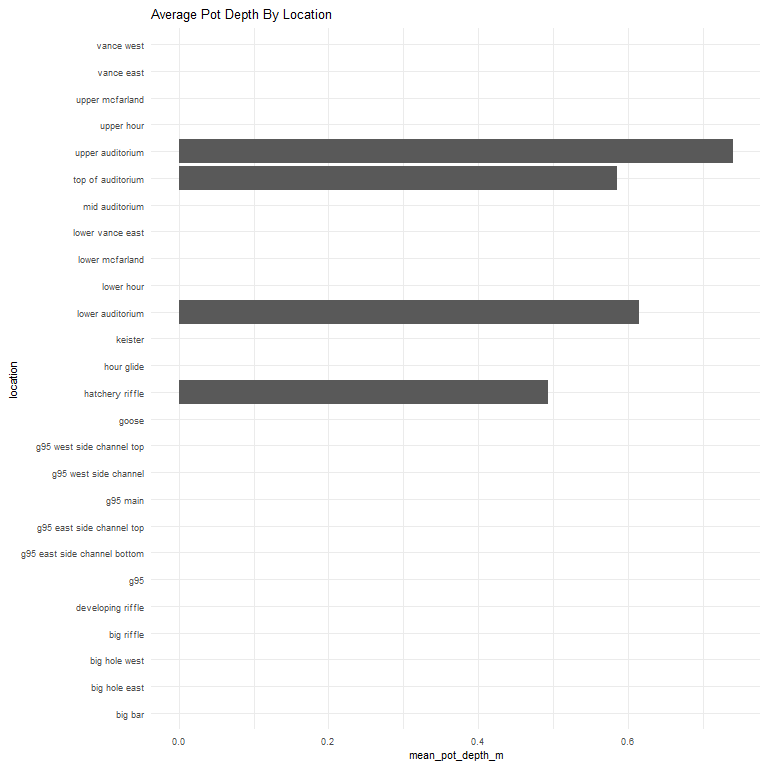 Average Pot Depth By Location
vance west
vance east
upper mcfarland
upper hour
upper auditorium
top of auditorium
mid auditorium
lower vance east
lower mcfarland
lower hour
lower auditorium
keister
hour glide
hatchery riffle
goose
g95 west side channel top
g95 west side channel
g95 main
g95 east side channel top
g95 east side channel bottom
g95
developing riffle
big riffle
big hole west
big hole east
big bar
location
0.0 0.2 0.4 0.6
mean_pot_depth_m